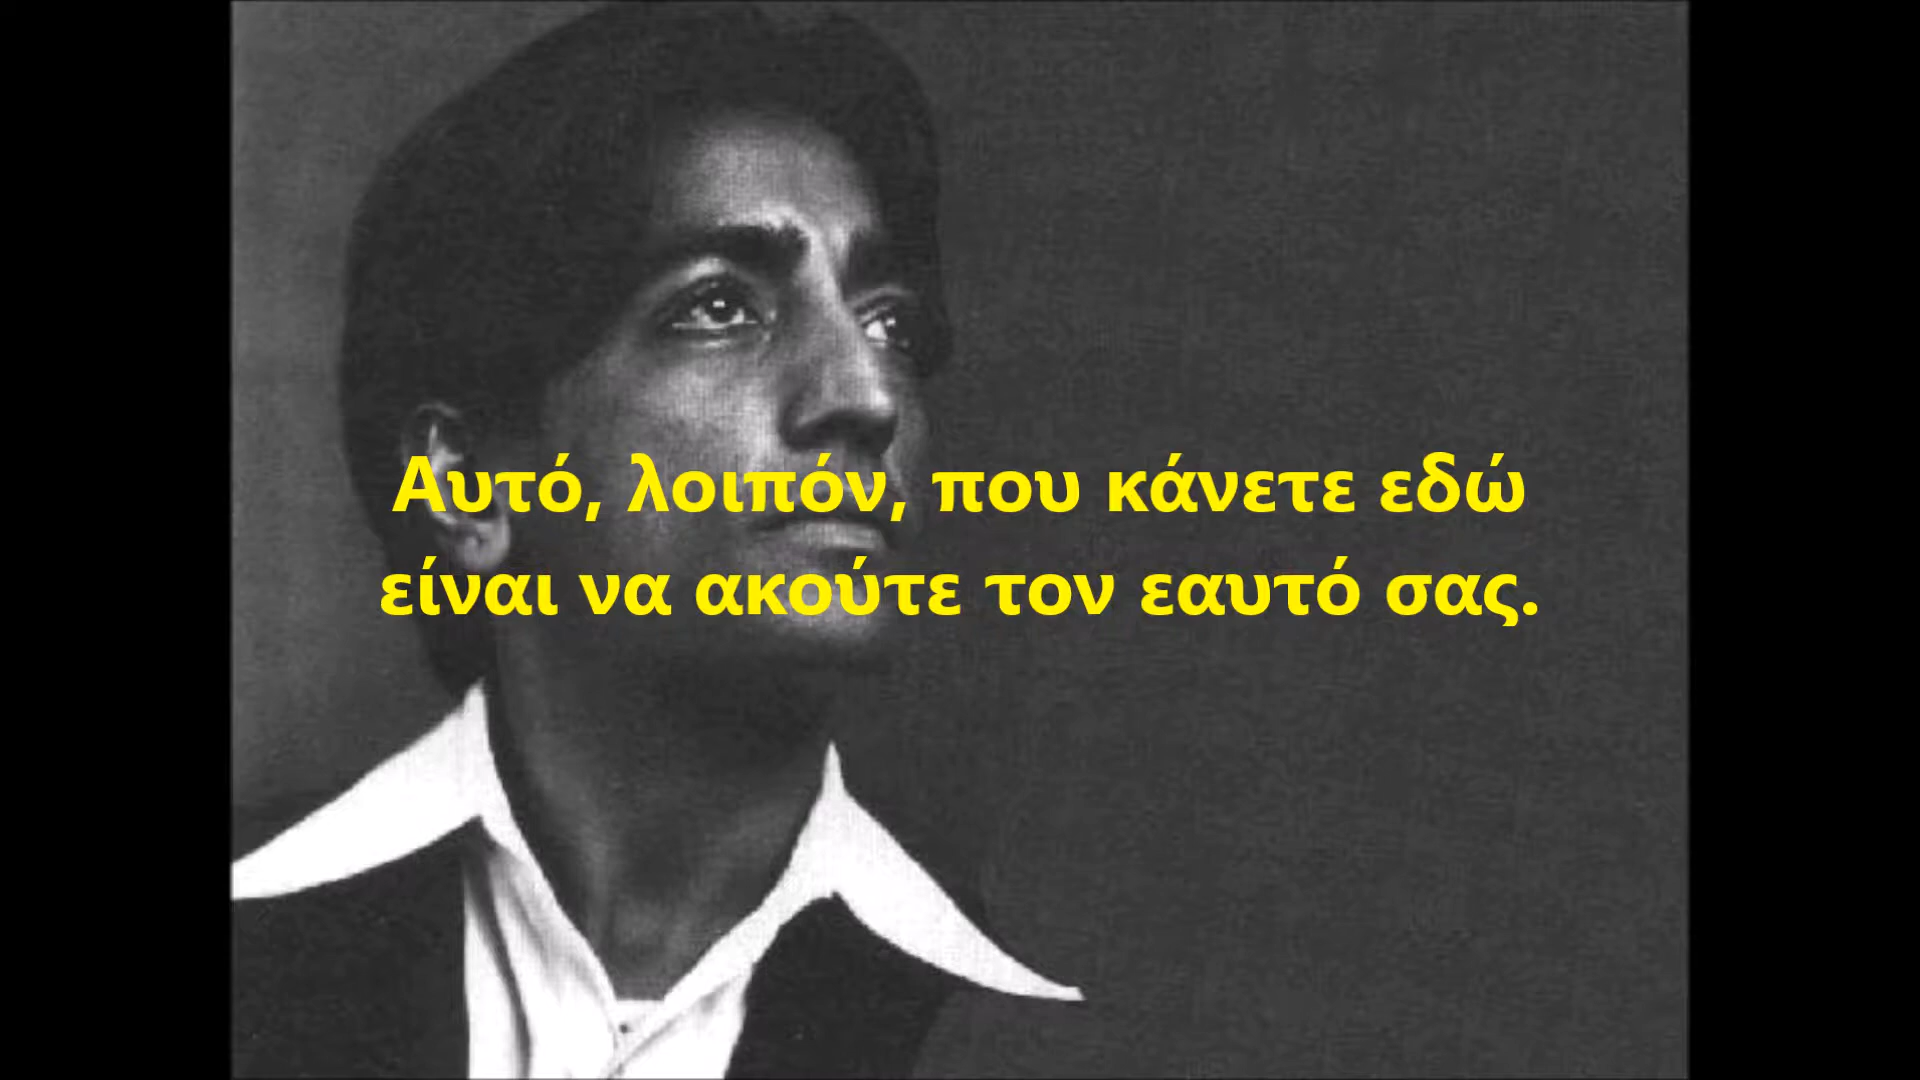 Αυτό, λοιπόν, που κάνετε εδώ
είναι να ακούτε τον εαυτό σας.